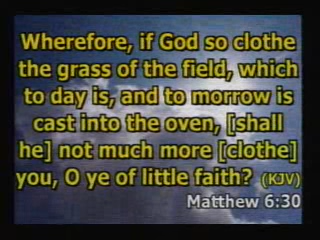 Wherefore, if God so clothe
the grass of the field, which
to day is, and to morrow is
cast into the oven, [shall
he] not much more [clothe]
you, O ye of little faith? (KJV)
Matthew 6:30